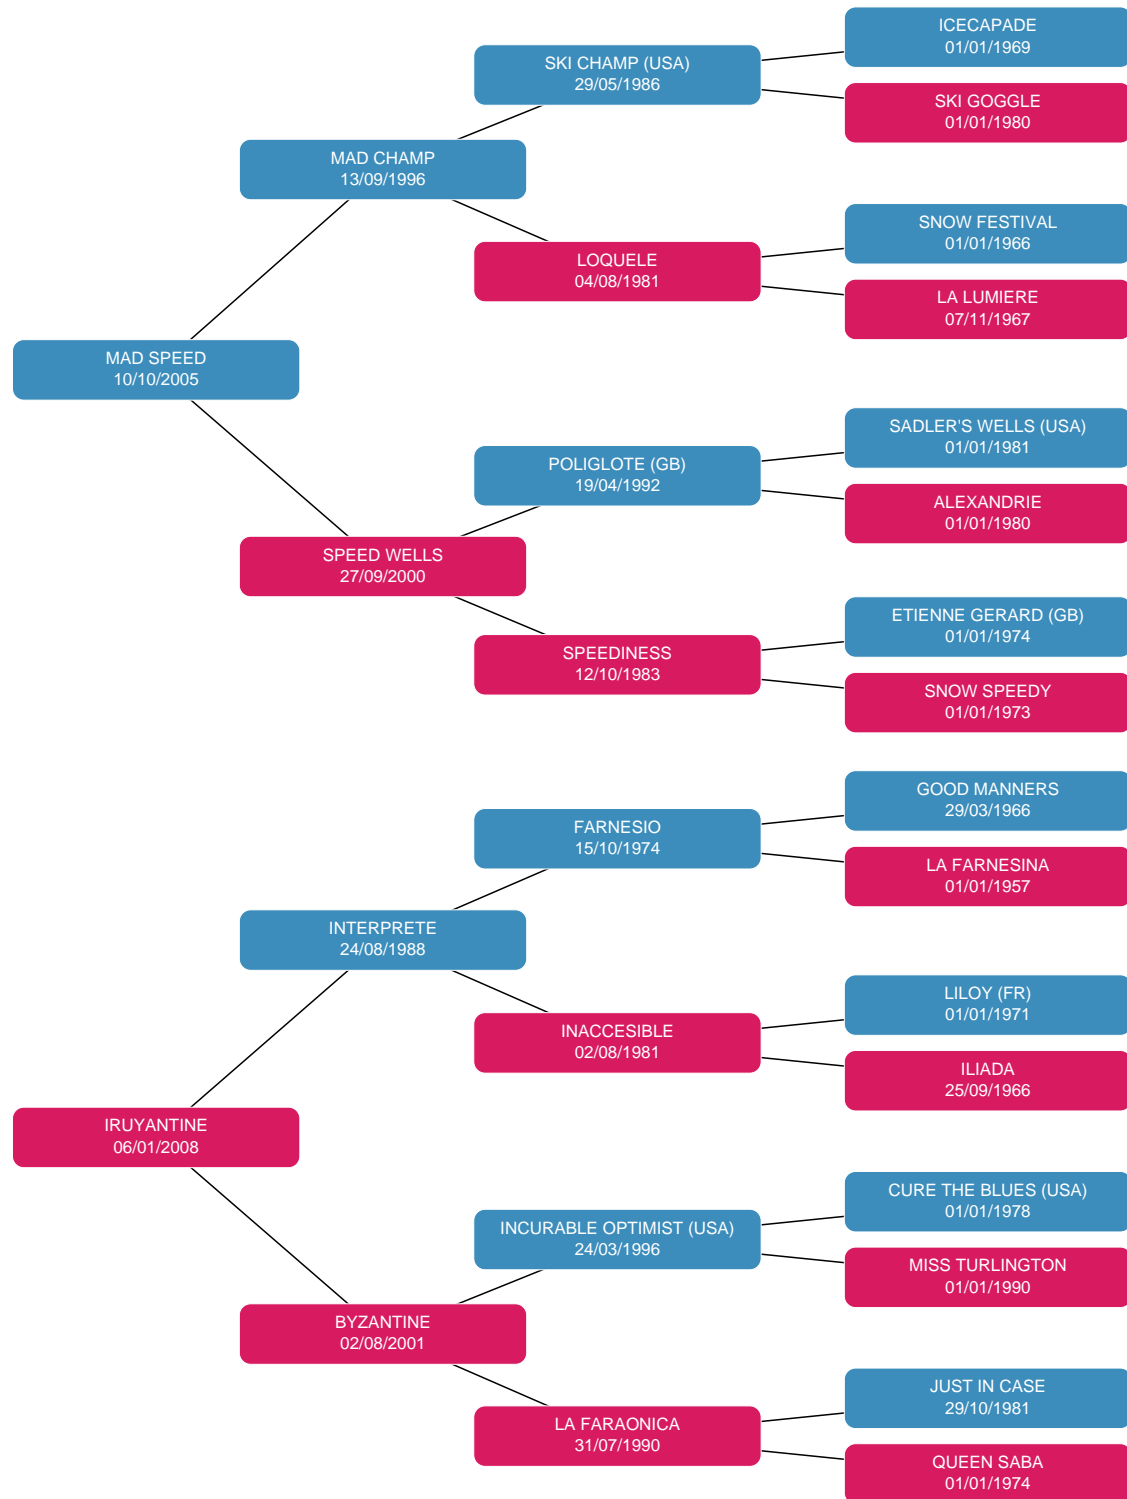 ICECAPADE
01/01/1969
SKI CHAMP (USA)
29/05/1986
SKI GOGGLE
01/01/1980
MAD CHAMP
13/09/1996
SNOW FESTIVAL
01/01/1966
LOQUELE
04/08/1981
LA LUMIERE
07/11/1967
MAD SPEED
10/10/2005
SADLER'S WELLS (USA)
01/01/1981
POLIGLOTE (GB)
19/04/1992
ALEXANDRIE
01/01/1980
SPEED WELLS
27/09/2000
ETIENNE GERARD (GB)
01/01/1974
SPEEDINESS
12/10/1983
SNOW SPEEDY
01/01/1973
GOOD MANNERS
29/03/1966
FARNESIO
15/10/1974
LA FARNESINA
01/01/1957
INTERPRETE
24/08/1988
LILOY (FR)
01/01/1971
INACCESIBLE
02/08/1981
ILIADA
25/09/1966
IRUYANTINE
06/01/2008
CURE THE BLUES (USA)
01/01/1978
INCURABLE OPTIMIST (USA)
24/03/1996
MISS TURLINGTON
01/01/1990
BYZANTINE
02/08/2001
JUST IN CASE
29/10/1981
LA FARAONICA
31/07/1990
QUEEN SABA
01/01/1974